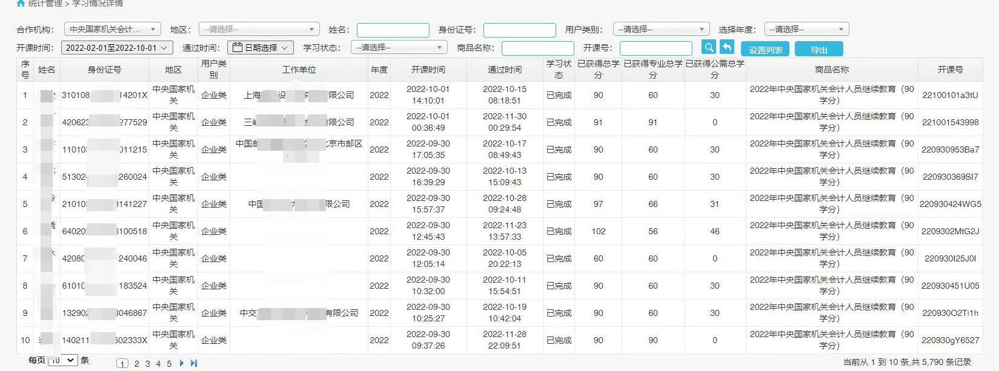 统计管理 > 学习情况详情
合作机构： 中央国家机关会计... 地区： --请选择-- 姓名： 身份证号： 用户类别： --请选择-- 选择年度： --请选择--
开课时间： 2022-02-01至2022-10-01 通过时间： 日期选择 学习状态： --请选择-- 商品名称： 开课号： 设置列表 导出
序号 姓名 身份证号 地区 用户类别 工作单位 年度 开课时间 通过时间 学习状态 已获得总学分 已获得专业总学分 已获得公需总学分 商品名称 开课号
1 310108 14201X 中央国家机关 企业类 上海 设 有限公司 2022 2022-10-01 14:10:01 2022-10-15 08:18:51 已完成 90 60 30 2022年中央国家机关会计人员继续教育（90学分） 22100101a3tU
2 42062 277529 中央国家机关 企业类 三峡 有限公司 2022 2022-10-01 00:36:49 2022-11-30 00:29:54 已完成 91 91 0 2022年中央国家机关会计人员继续教育（90学分） 221001543998
3 11010 011215 中央国家机关 企业类 中国邮 北京市邮区 2022 2022-09-30 17:05:35 2022-10-17 08:49:43 已完成 90 60 30 2022年中央国家机关会计人员继续教育（90学分） 220930953Ba7
4 51302 260024 中央国家机关 企业类 2022 2022-09-30 16:39:29 2022-10-13 15:09:43 已完成 90 60 30 2022年中央国家机关会计人员继续教育（90学分） 220930369SI7
5 21010 141227 中央国家机关 企业类 中国 限公司 2022 2022-09-30 15:57:37 2022-10-28 09:24:48 已完成 97 66 31 2022年中央国家机关会计人员继续教育（90学分） 220930424WG5
6 64020 100518 中央国家机关 企业类 2022 2022-09-30 12:45:43 2022-11-23 13:57:33 已完成 102 56 46 2022年中央国家机关会计人员继续教育（90学分） 2209302MtG2J
7 42080 240046 中央国家机关 企业类 2022 2022-09-30 12:05:14 2022-10-05 20:22:13 已完成 60 60 0 2022年中央国家机关会计人员继续教育（90学分） 220930I25J0I
8 61010 183524 中央国家机关 企业类 2022 2022-09-30 10:32:00 2022-10-11 15:54:51 已完成 90 60 30 2022年中央国家机关会计人员继续教育（90学分） 220930451U05
9 13290 046867 中央国家机关 企业类 中交 有限公司 2022 2022-09-30 10:25:27 2022-10-19 10:42:04 已完成 90 60 30 2022年中央国家机关会计人员继续教育（90学分） 220930O2Ti1h
10 140211 02333X 中央国家机关 企业类 2022 2022-09-30 09:37:26 2022-11-28 22:09:51 已完成 90 90 0 2022年中央国家机关会计人员继续教育（90学分） 220930gY6527
每页 10 条 1 2 3 4 5 当前从 1 到 10 条,共 5,790 条记录